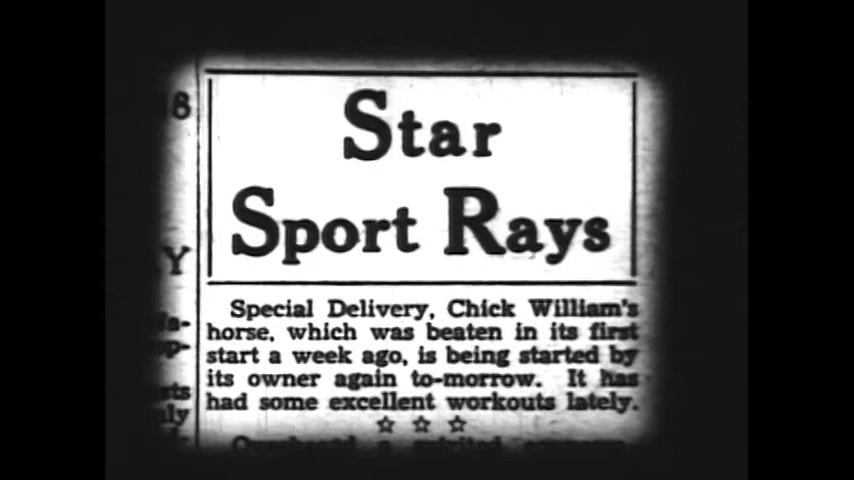 18
Star
Sport Rays
Y
Special Delivery, Chick William's
horse, which was beaten in its first
start a week ago, is being started by
its owner again to-morrow. It has
had some excellent workouts lately.
☆ ☆ ☆